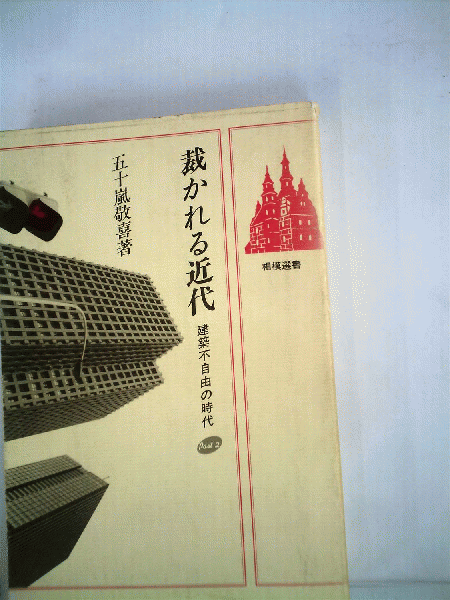 相模選書
裁かれる近代
建築不自由の時代
Part 2
五十嵐敬喜著